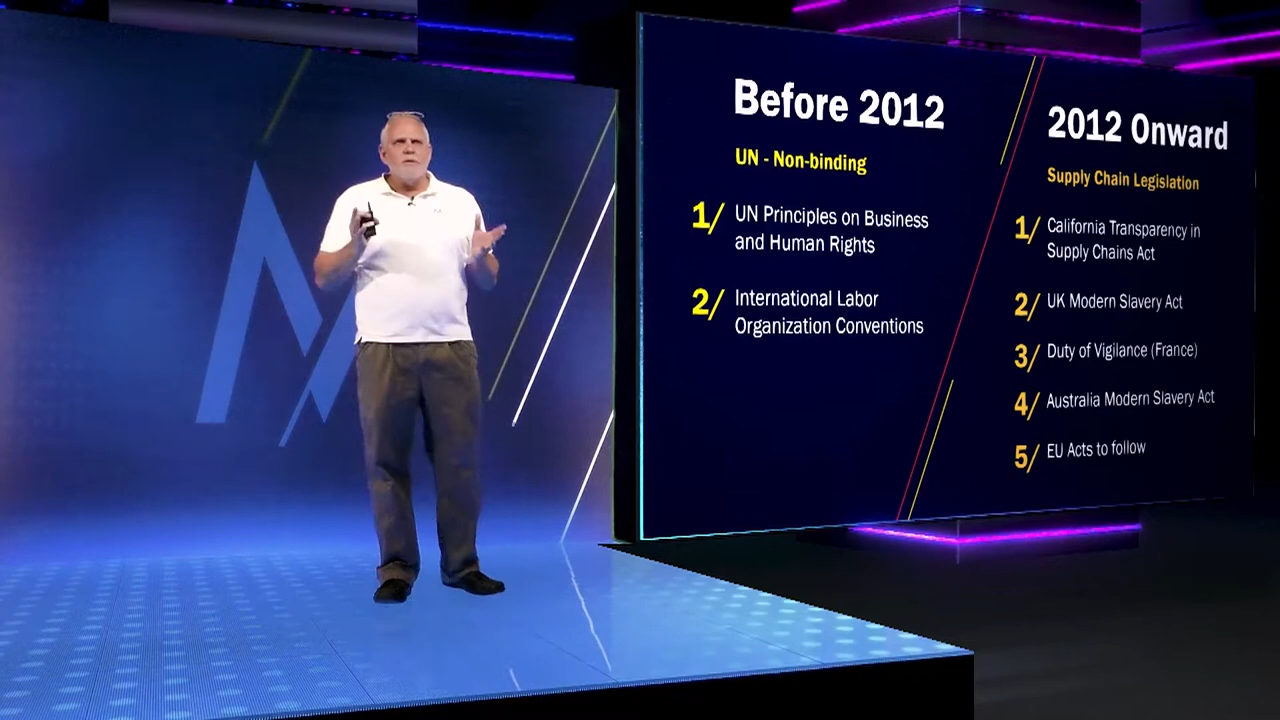 Before 2012
UN - Non-binding
1/ UN Principles on Business
and Human Rights
2/ International Labor
Organization Conventions
2012 Onward
Supply Chain Legislation
1/ California Transparency in
Supply Chains Act
2/ UK Modern Slavery Act
3/ Duty of Vigilance (France)
4/ Australia Modern Slavery Act
5/ EU Acts to follow